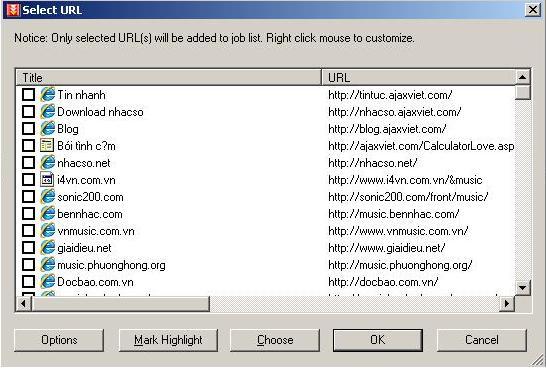 Select URL
Notice: Only selected URL(s) will be added to job list. Right click mouse to customize.
Title URL
Tin nhanh http://tintuc.ajaxviet.com/
Download nhacso http://nhacso.ajaxviet.com/
Blog http://blog.ajaxviet.com/
Bói tình c?m http://ajaxviet.com/CalculatorLove.asp
nhacso.net http://nhacso.net/
i4vn.com.vn http://www.i4vn.com.vn/&music
sonic200.com http://sonic200.com/front/music/
bennhac.com http://music.bennhac.com/
vnmusic.com.vn http://www.vnmusic.com.vn/
giaidieu.net http://www.giaidieu.net/
music.phuonghong.org http://music.phuonghong.org/
Docbao.com.vn http://docbao.com.vn/
Options Mark Highlight Choose OK Cancel